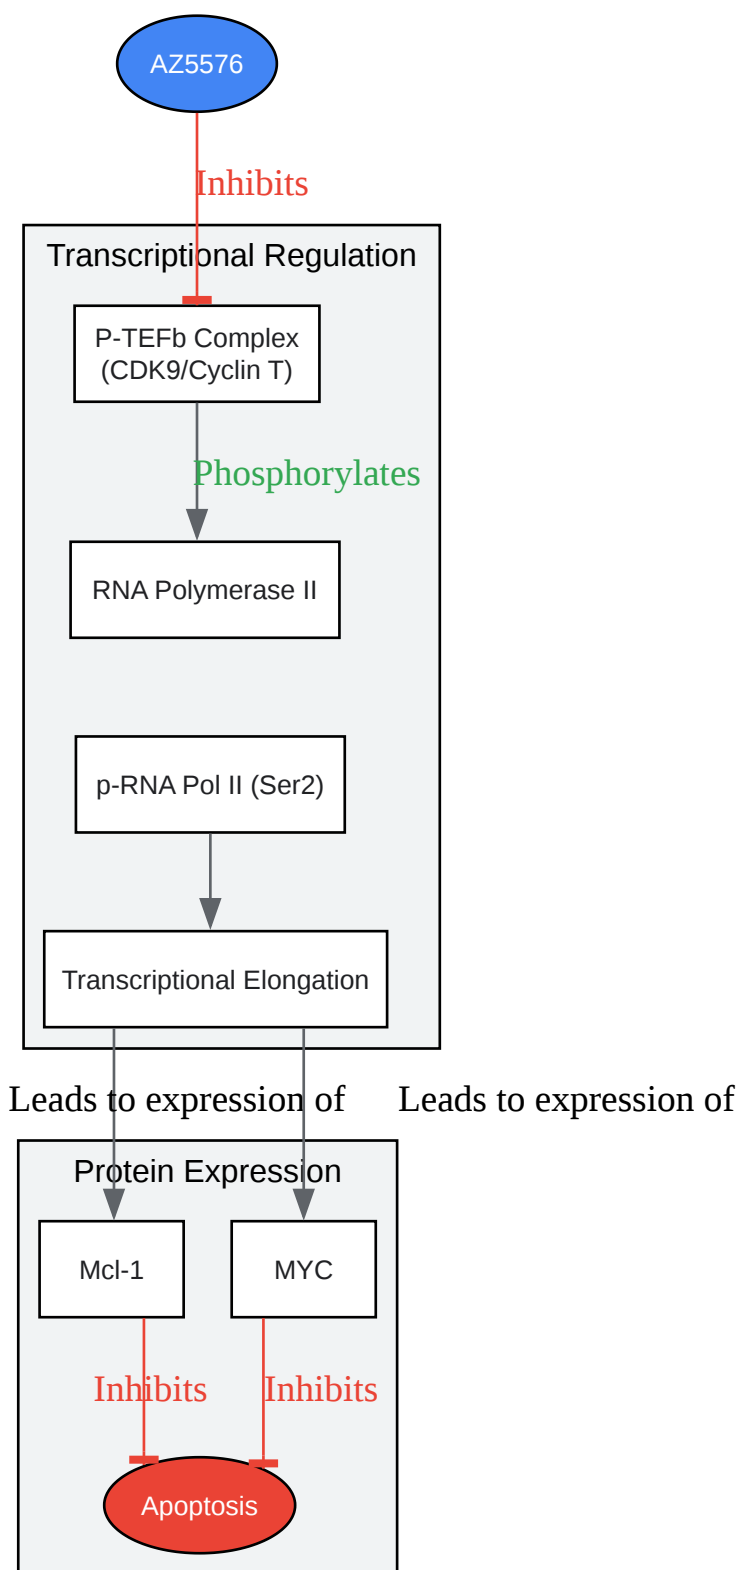 AZ5576
Inhibits
Transcriptional Regulation
P-TEFb Complex
(CDK9/Cyclin T)
Phosphorylates
RNA Polymerase II
p-RNA Pol II (Ser2)
Transcriptional Elongation
Leads to expression of
Leads to expression of
Protein Expression
Mcl-1
MYC
Inhibits
Inhibits
Apoptosis